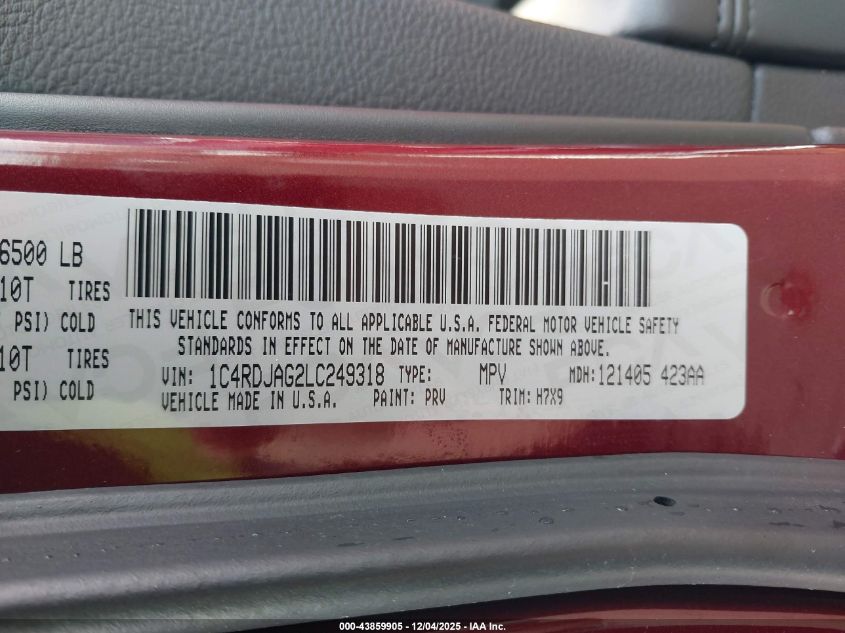 6500 LB
10T TIRES
PSI) COLD
10T TIRES
PSI) COLD
THIS VEHICLE CONFORMS TO ALL APPLICABLE U.S.A. FEDERAL MOTOR VEHICLE SAFETY
STANDARDS IN EFFECT ON THE DATE OF MANUFACTURE SHOWN ABOVE.
VIN: 1C4RDJAG2LC249318 TYPE: MPV MDH:121405 423AA
VEHICLE MADE IN U.S.A. PAINT: PRV TRIM: H7X9
000-43859905 - 12/04/2025 - IAA Inc.